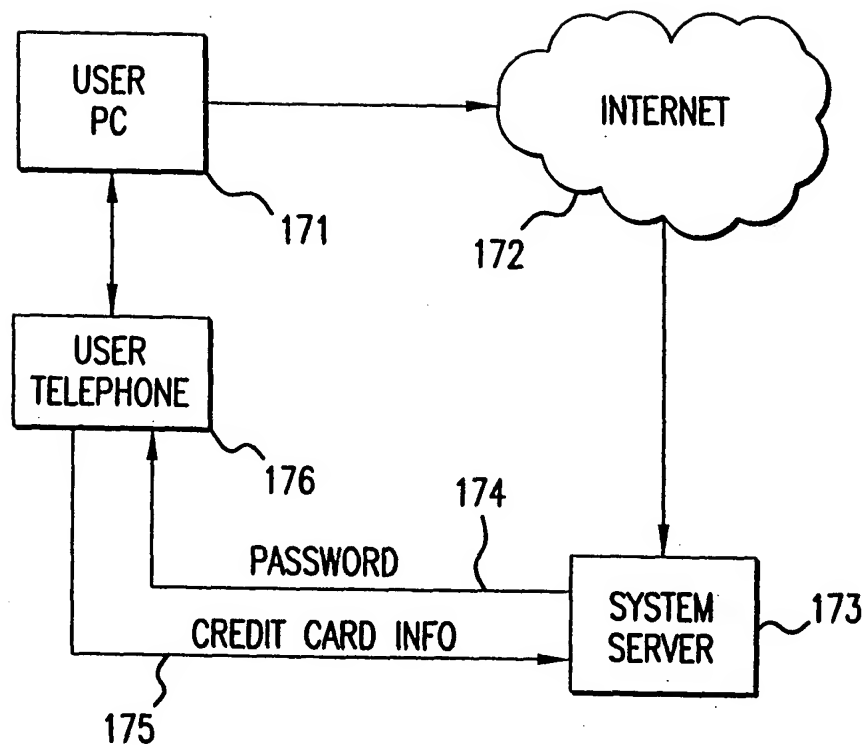 USER
PC
INTERNET
171
172
USER
TELEPHONE
176
174
PASSWORD
SYSTEM
SERVER
173
CREDIT CARD INFO
175